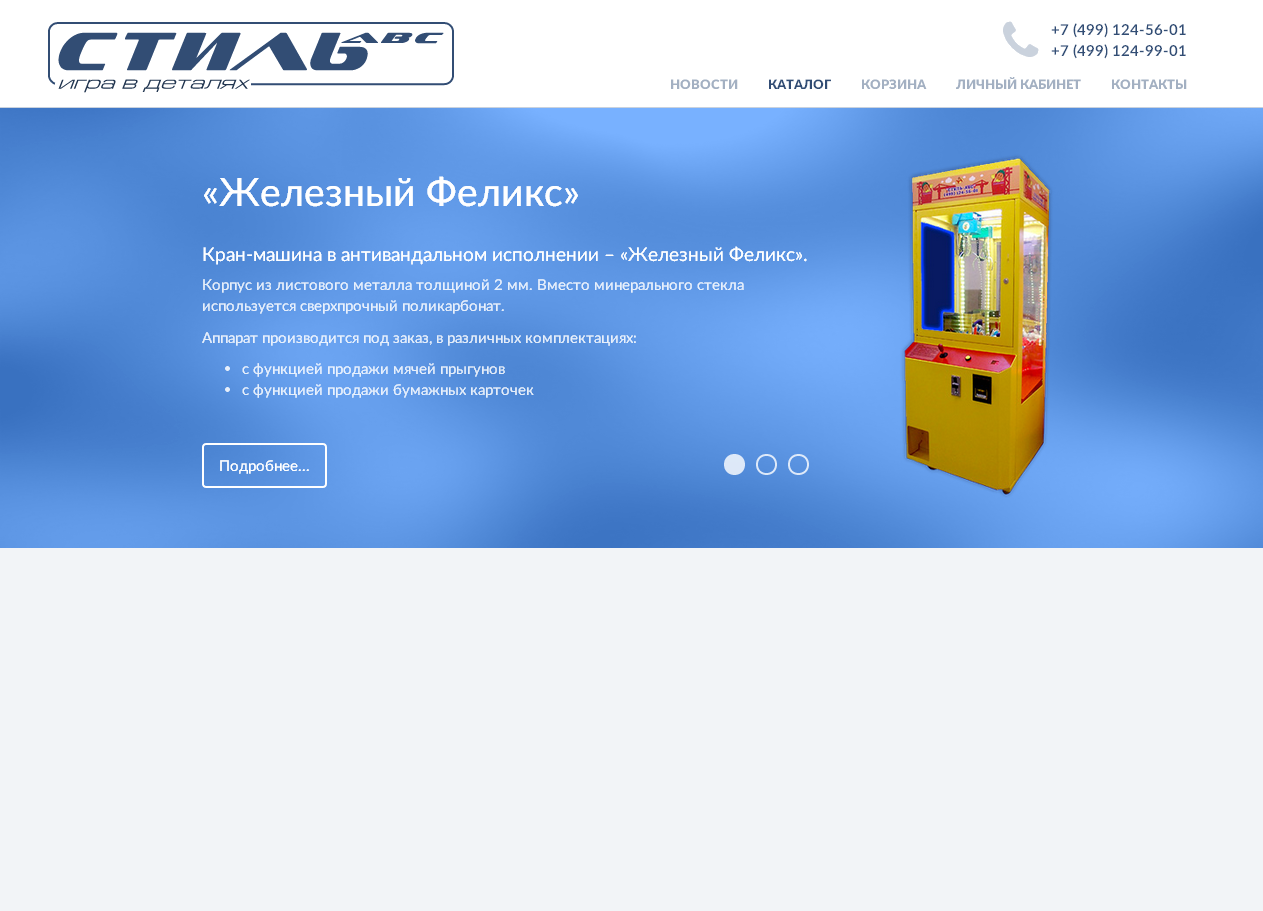 СТИЛЬ АВС
игра в деталях
+7 (499) 124-56-01
+7 (499) 124-99-01
НОВОСТИ КАТАЛОГ КОРЗИНА ЛИЧНЫЙ КАБИНЕТ КОНТАКТЫ
«Железный Феликс»
Кран-машина в антивандальном исполнении – «Железный Феликс».
Корпус из листового металла толщиной 2 мм. Вместо минерального стекла
используется сверхпрочный поликарбонат.
Аппарат производится под заказ, в различных комплектациях:
• с функцией продажи мячей прыгунов
• с функцией продажи бумажных карточек
Подробнее...